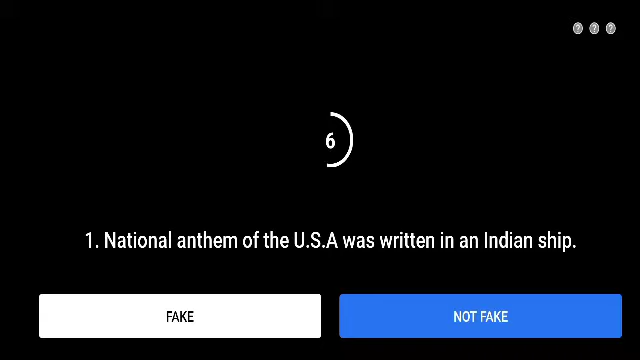 ? ? ?
6
1. National anthem of the U.S.A was written in an Indian ship.
FAKE
NOT FAKE